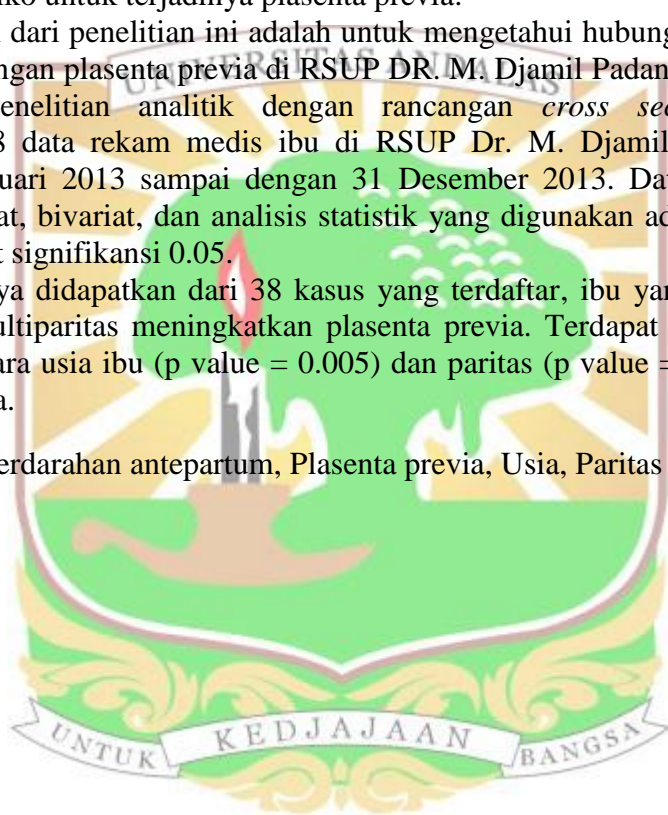 iko untuk terjadinya plasenta previa.
dari penelitian ini adalah untuk mengetahui hubung
ngan plasenta previa di RSUP DR. M. Djamil Padan
UNIVERSITAS ANDALAS
enelitian analitik dengan rancangan cross sec
8 data rekam medis ibu di RSUP Dr. M. Djamil
uari 2013 sampai dengan 31 Desember 2013. Dat
at, bivariat, dan analisis statistik yang digunakan ad
t signifikansi 0.05.
ya didapatkan dari 38 kasus yang terdaftar, ibu yan
ultiparitas meningkatkan plasenta previa. Terdapat
ara usia ibu (p value = 0.005) dan paritas (p value =
a.
erdarahan antepartum, Plasenta previa, Usia, Paritas
UNTUK KEDJAJAAN BANGSA